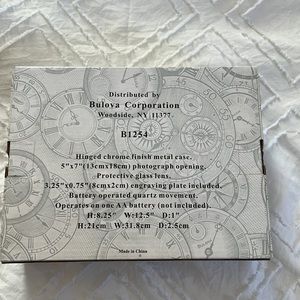 Distributed by
Bulova Corporation
Woodside, NY 11377.
B1254
Hinged chrome finish metal case.
5"x7"(13cmx18cm) photograph opening.
Protective glass lens.
3.25"x0.75"(8cmx2cm) engraving plate included.
Battery operated quartz movement.
Operates on one AA battery (not included).
H:8.25" W:12.5" D:1"
H:21cm W:31.8cm D:2.5cm
Made in China